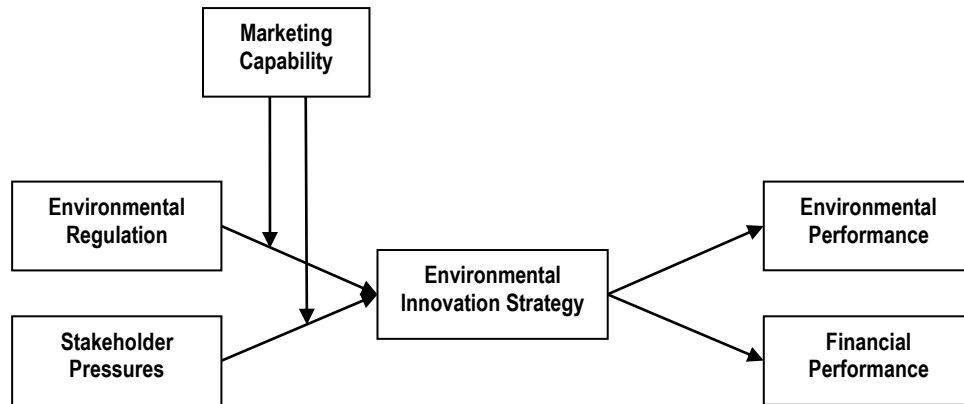 Marketing
Capability
Environmental
Regulation
Environmental
Performance
Environmental
Innovation Strategy
Stakeholder
Pressures
Financial
Performance